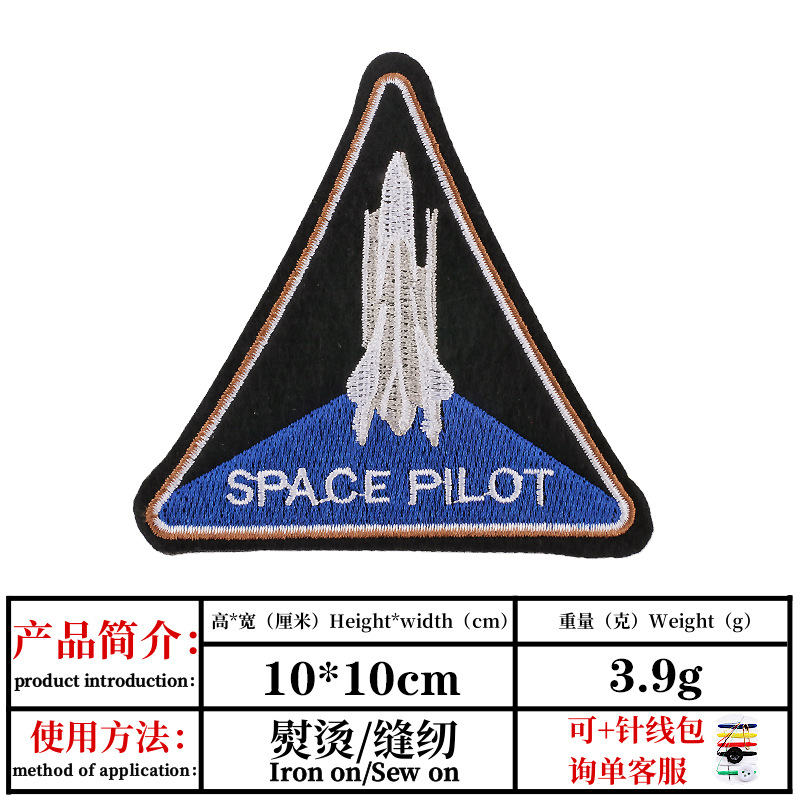 SPACE PILOT
产品简介：
product introduction：
高*宽（厘米）Height*width（cm）
重量（克）Weight（g）
10*10cm
3.9g
使用方法：
method of application：
熨烫/缝纫
Iron on/Sew on
可+针线包
询单客服